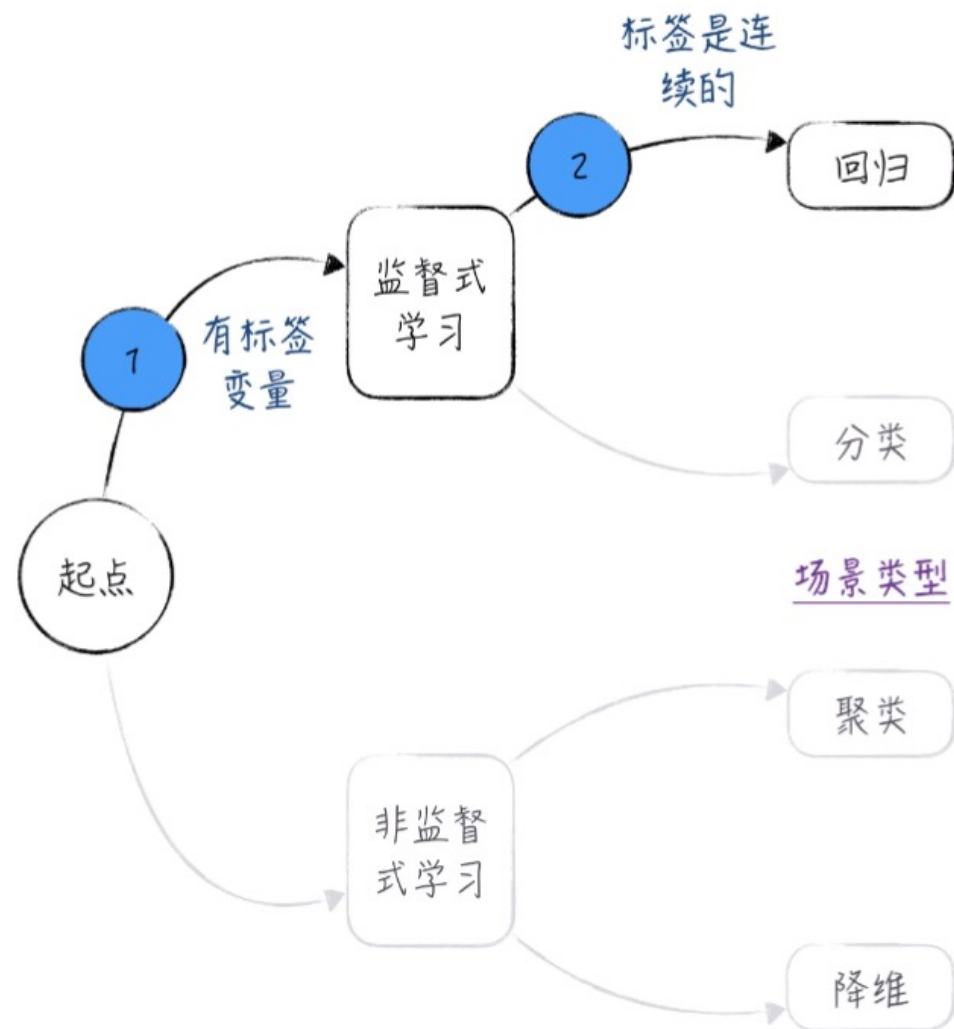 标签是连
续的
2
回归
监督式
学习
1
有标签
变量
分类
起点
场景类型
聚类
非监督
式学习
降维